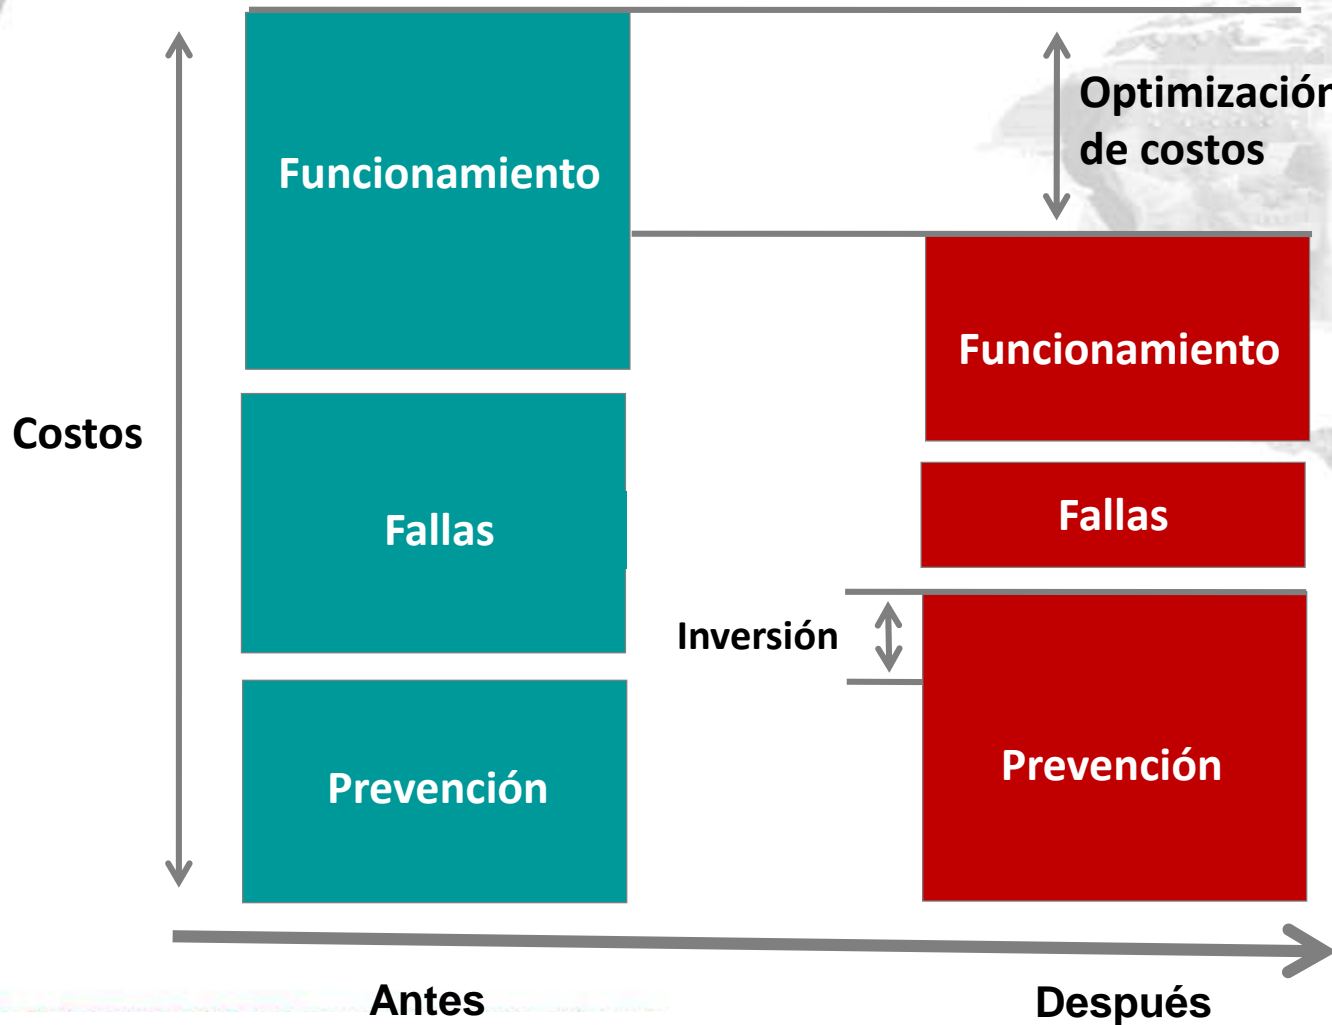 Optimización
de costos
Funcionamiento
Funcionamiento
Costos
Fallas
Fallas
Inversión
Prevención
Prevención
Antes
Después